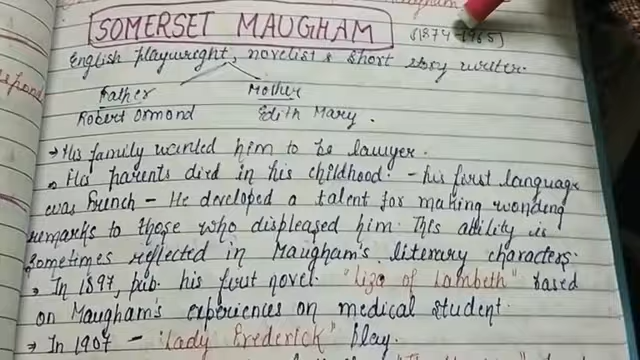 SOMERSET MAUGHAM (1874-1965)
English playwright, novelist & short story writer.
Father Mother
Robert Ormond Edith Mary.
→ His family wanted him to be lawyer.
→ His parents died in his childhood. - his first language
was French - He developed a talent for making wonding
remarks to those who displeased him. This ability is
sometimes reflected in Maugham's literary characters.
→ In 1897, pub. his first novel "Liza of Lambeth" based
on Maugham's experiences on medical student.
→ In 1907 - "Lady Frederick" Play.